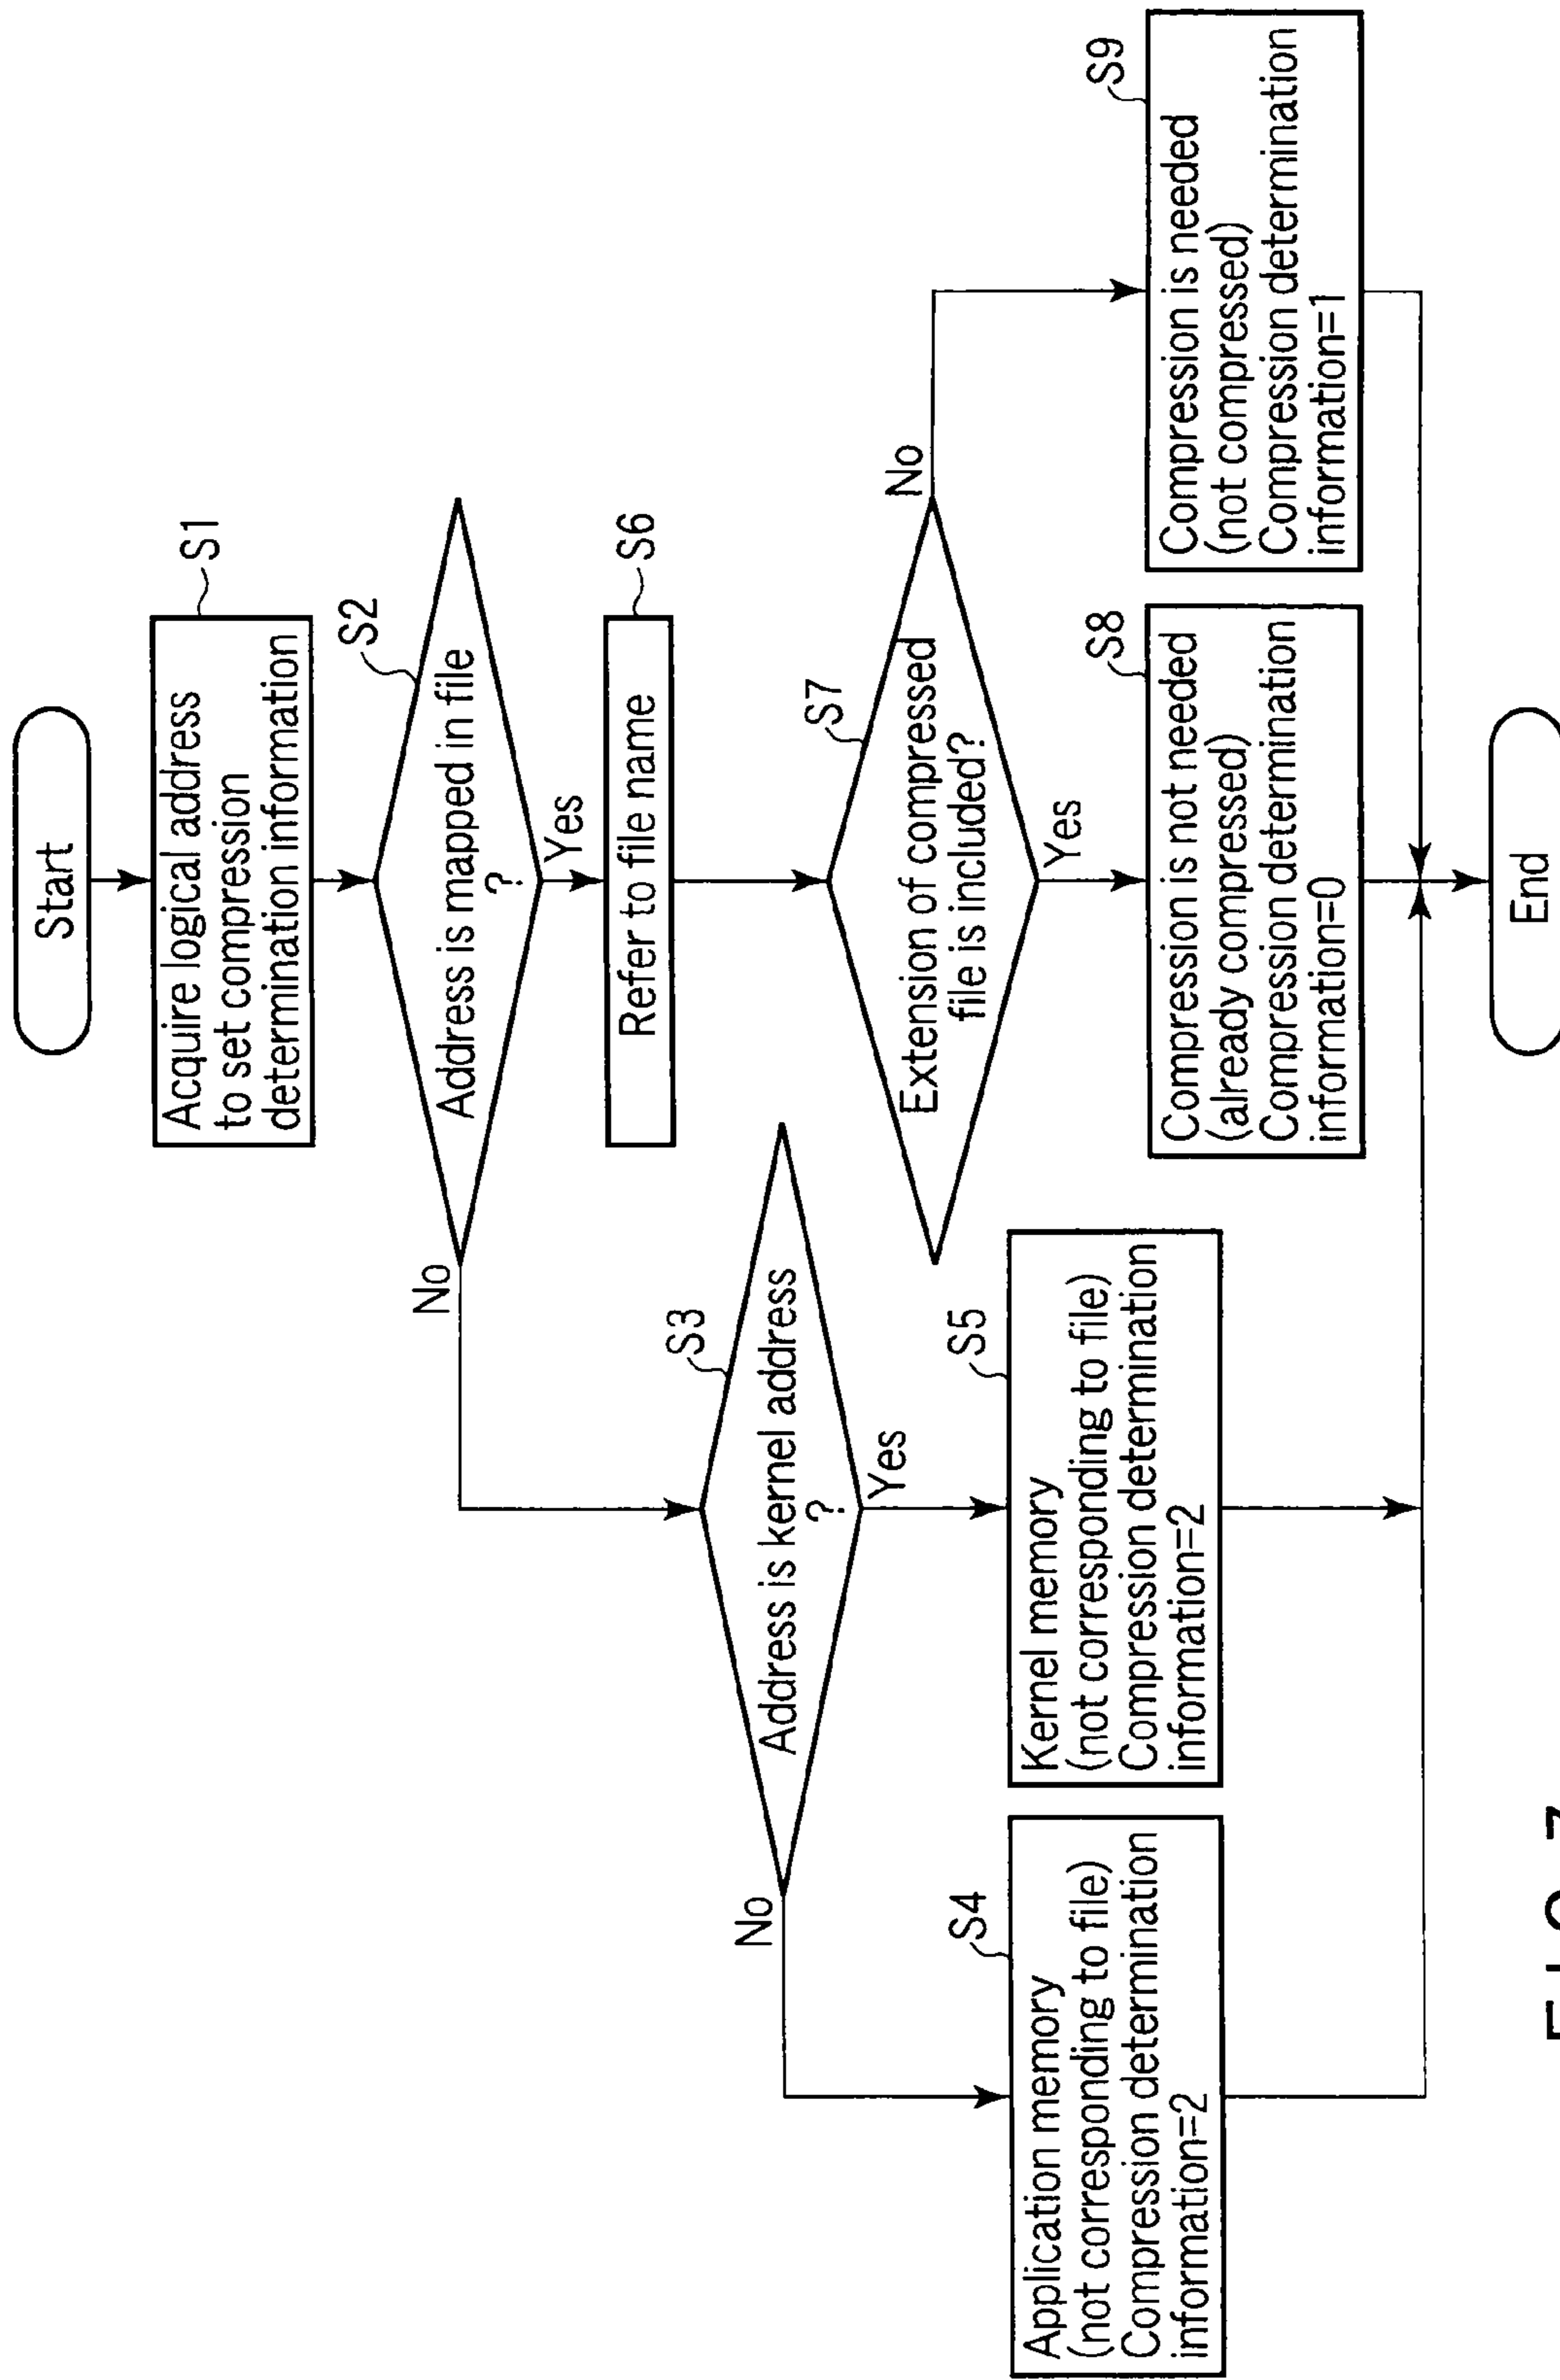 Start
Acquire logical address
to set compression
determination information
S1
Address is mapped in file
?
S2
No
Yes
Refer to file name
S6
Address is kernel address
?
S3
No
Yes
Extension of compressed
file is included?
S7
No
Yes
Application memory
(not corresponding to file)
Compression determination
information=2
S4
Kernel memory
(not corresponding to file)
Compression determination
information=2
S5
Compression is not needed
(already compressed)
Compression determination
information=0
S8
Compression is needed
(not compressed)
Compression determination
information=1
S9
End